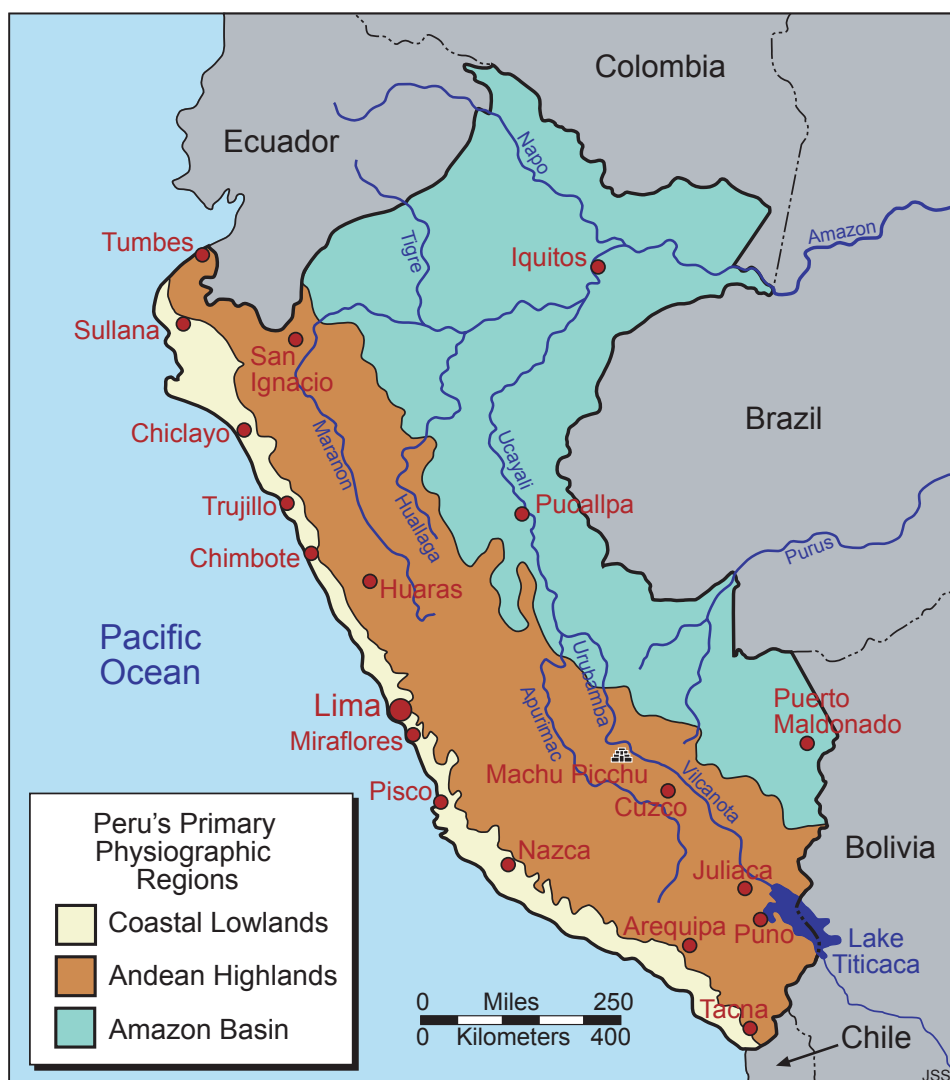 Colombia
Ecuador
Napo
Amazon
Tumbes
Tigre
Iquitos
Sullana
San
Ignacio
Brazil
Chiclayo
Maranon
Ucayali
Trujillo
Huallaga
Pucallpa
Chimbote
Purus
Huaras
Pacific
Ocean
Urubamba
Apurimac
Lima
Puerto
Maldonado
Miraflores
Machu Picchu
Vilcanota
Pisco
Cuzco
Peru's Primary
Physiographic
Regions
Coastal Lowlands
Andean Highlands
Amazon Basin
Nazca
Bolivia
Juliaca
Arequipa
Puno
Lake
Titicaca
0 Miles 250
0 Kilometers 400
Tacna
Chile
JSS